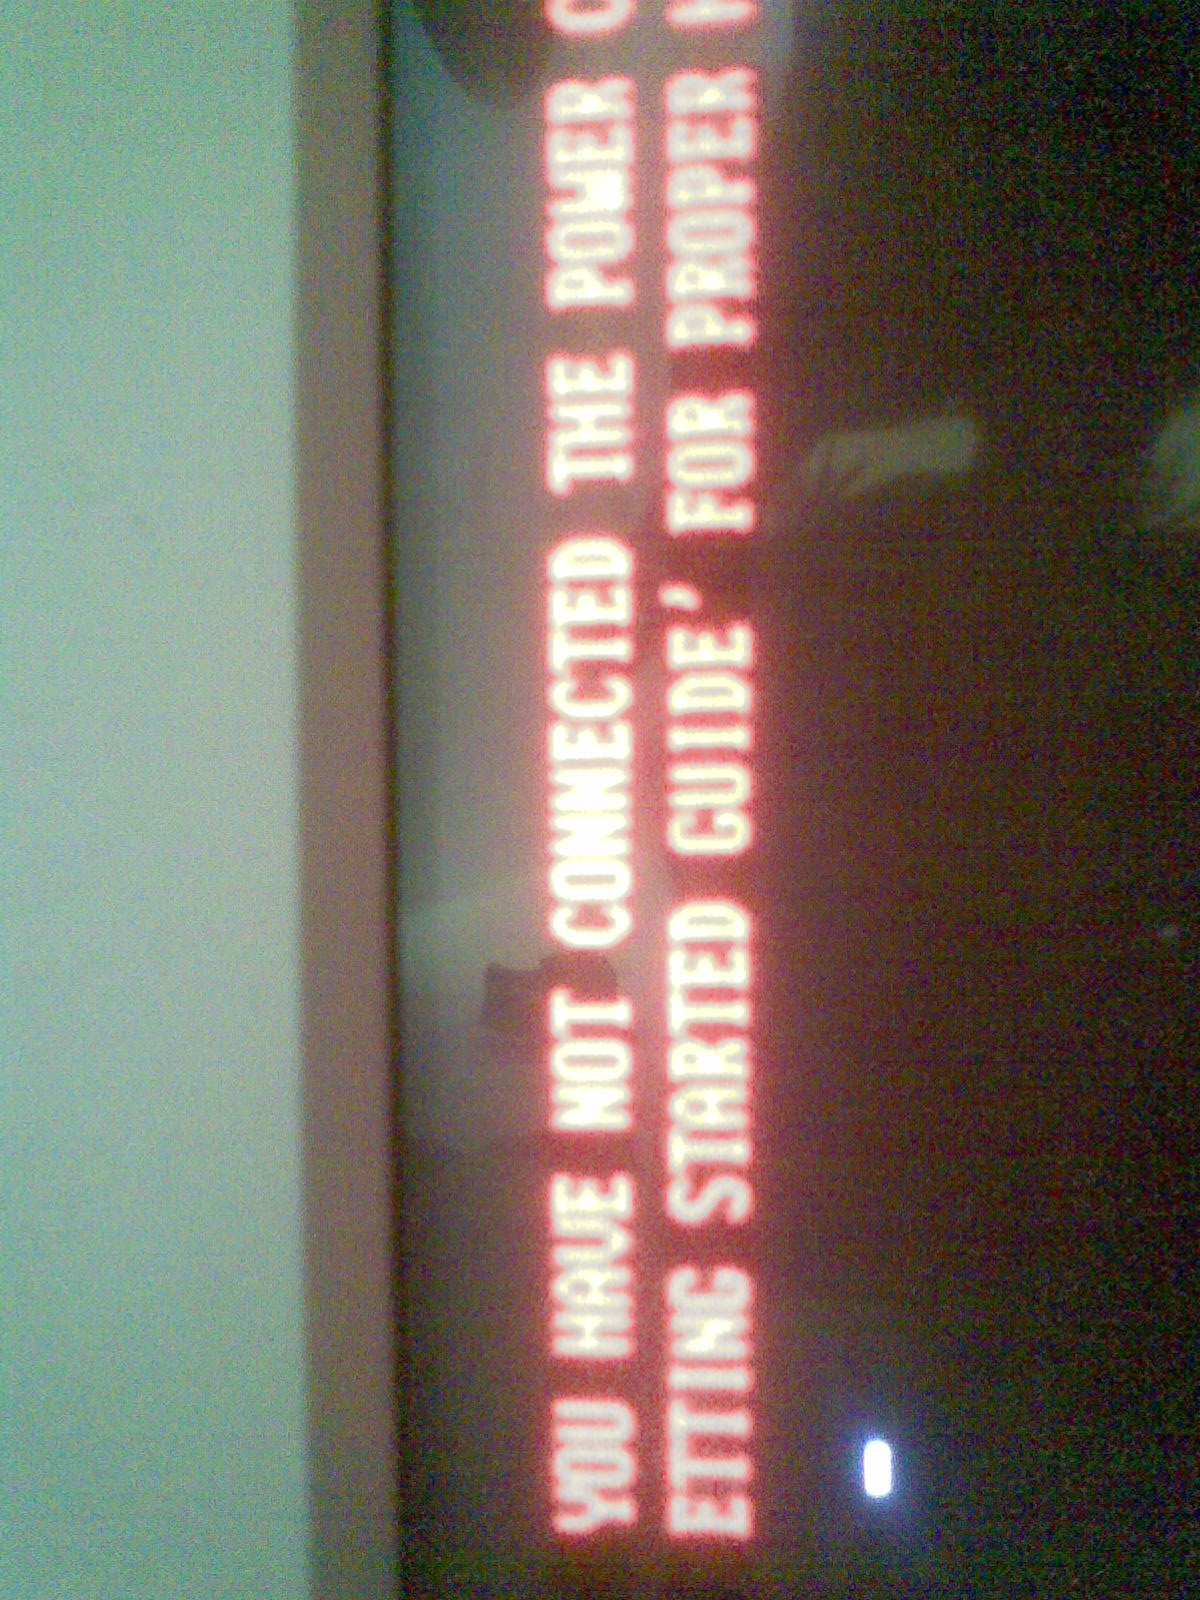 YOU HAVE NOT CONNECTED THE POWER
ETTING STARTED GUIDE' FOR PROPER